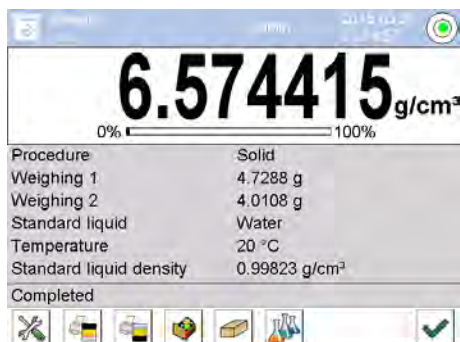 6.574415 g/cm³
0% 100%
Procedure Solid
Weighing 1 4.7288 g
Weighing 2 4.0108 g
Standard liquid Water
Temperature 20 °C
Standard liquid density 0.99823 g/cm³
Completed